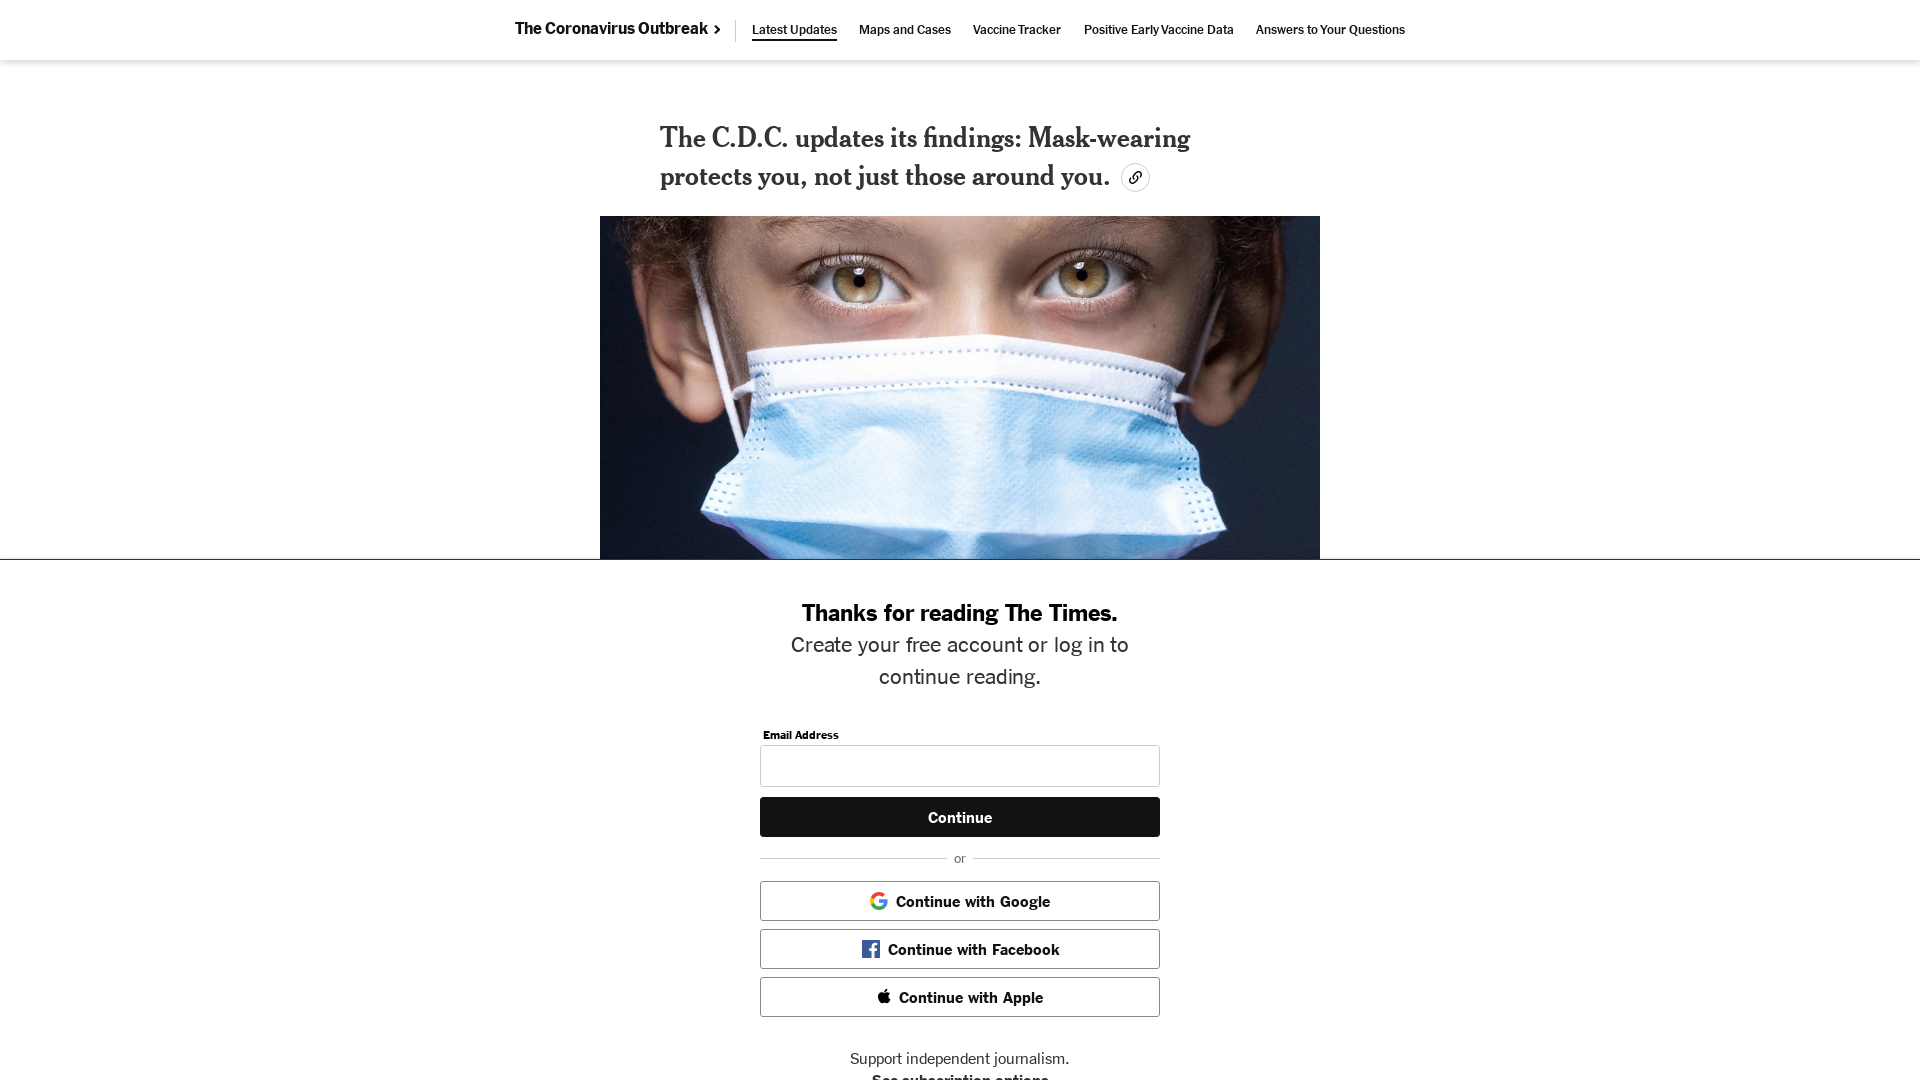 The Coronavirus Outbreak
Latest Updates
Maps and Cases
Vaccine Tracker
Positive Early Vaccine Data
Answers to Your Questions
The C.D.C. updates its findings: Mask-wearing
protects you, not just those around you.
Thanks for reading The Times.
Create your free account or log in to
continue reading.
Email Address
Continue
or
Continue with Google
Continue with Facebook
Continue with Apple
Support independent journalism.
See subscription options